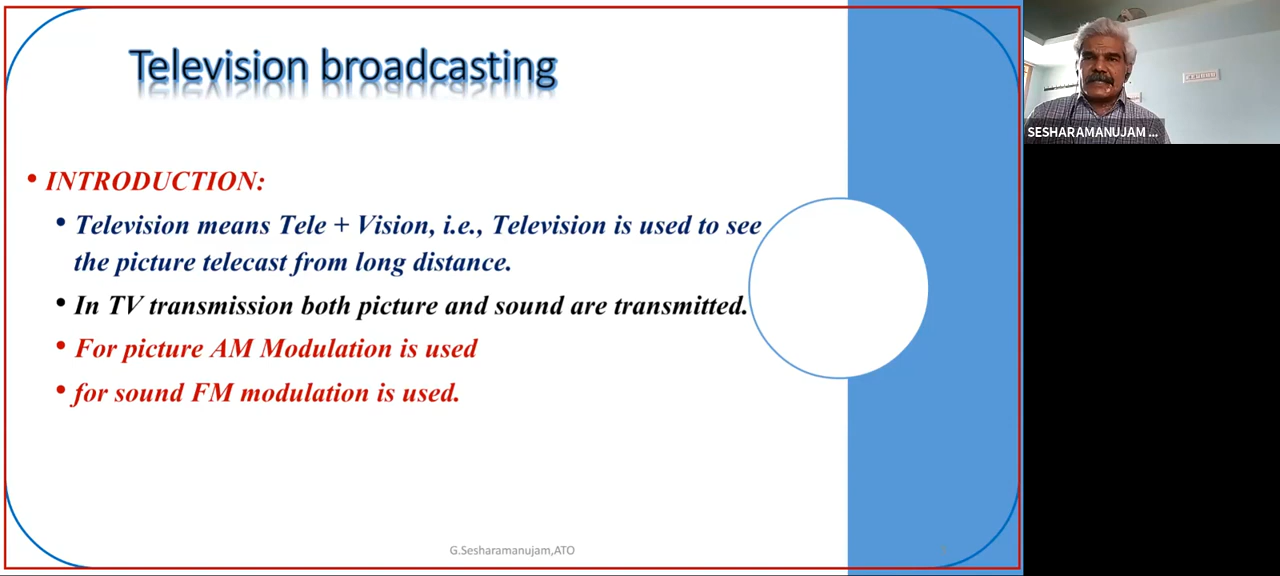 Television broadcasting
SESHARAMANUJAM ...
• INTRODUCTION:
• Television means Tele + Vision, i.e., Television is used to see
the picture telecast from long distance.
• In TV transmission both picture and sound are transmitted.
• For picture AM Modulation is used
• for sound FM modulation is used.
G.Sesharamanujam,ATO